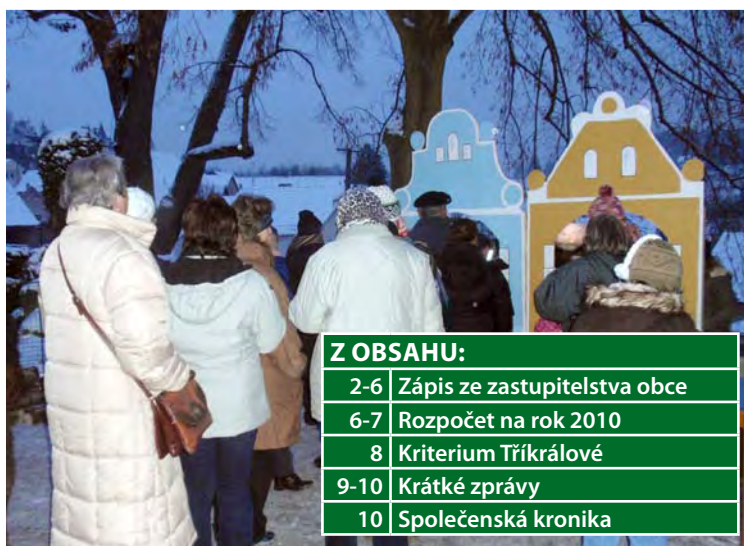 Z OBSAHU:
2-6 Zápis ze zastupitelstva obce
6-7 Rozpočet na rok 2010
8 Kriterium Tříkrálové
9-10 Krátké zprávy
10 Společenská kronika